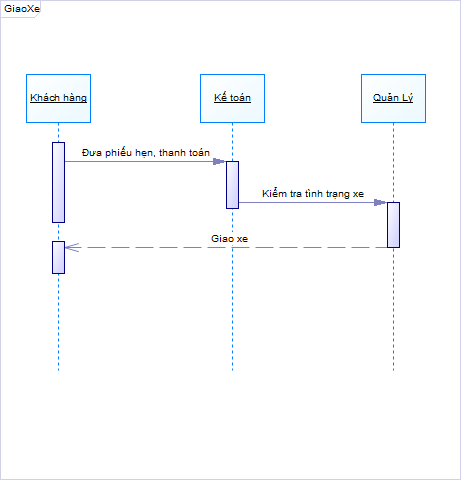 GiaoXe
Khách hàng
Kế toán
Quản Lý
Đưa phiếu hẹn, thanh toán
Kiểm tra tình trạng xe
Giao xe